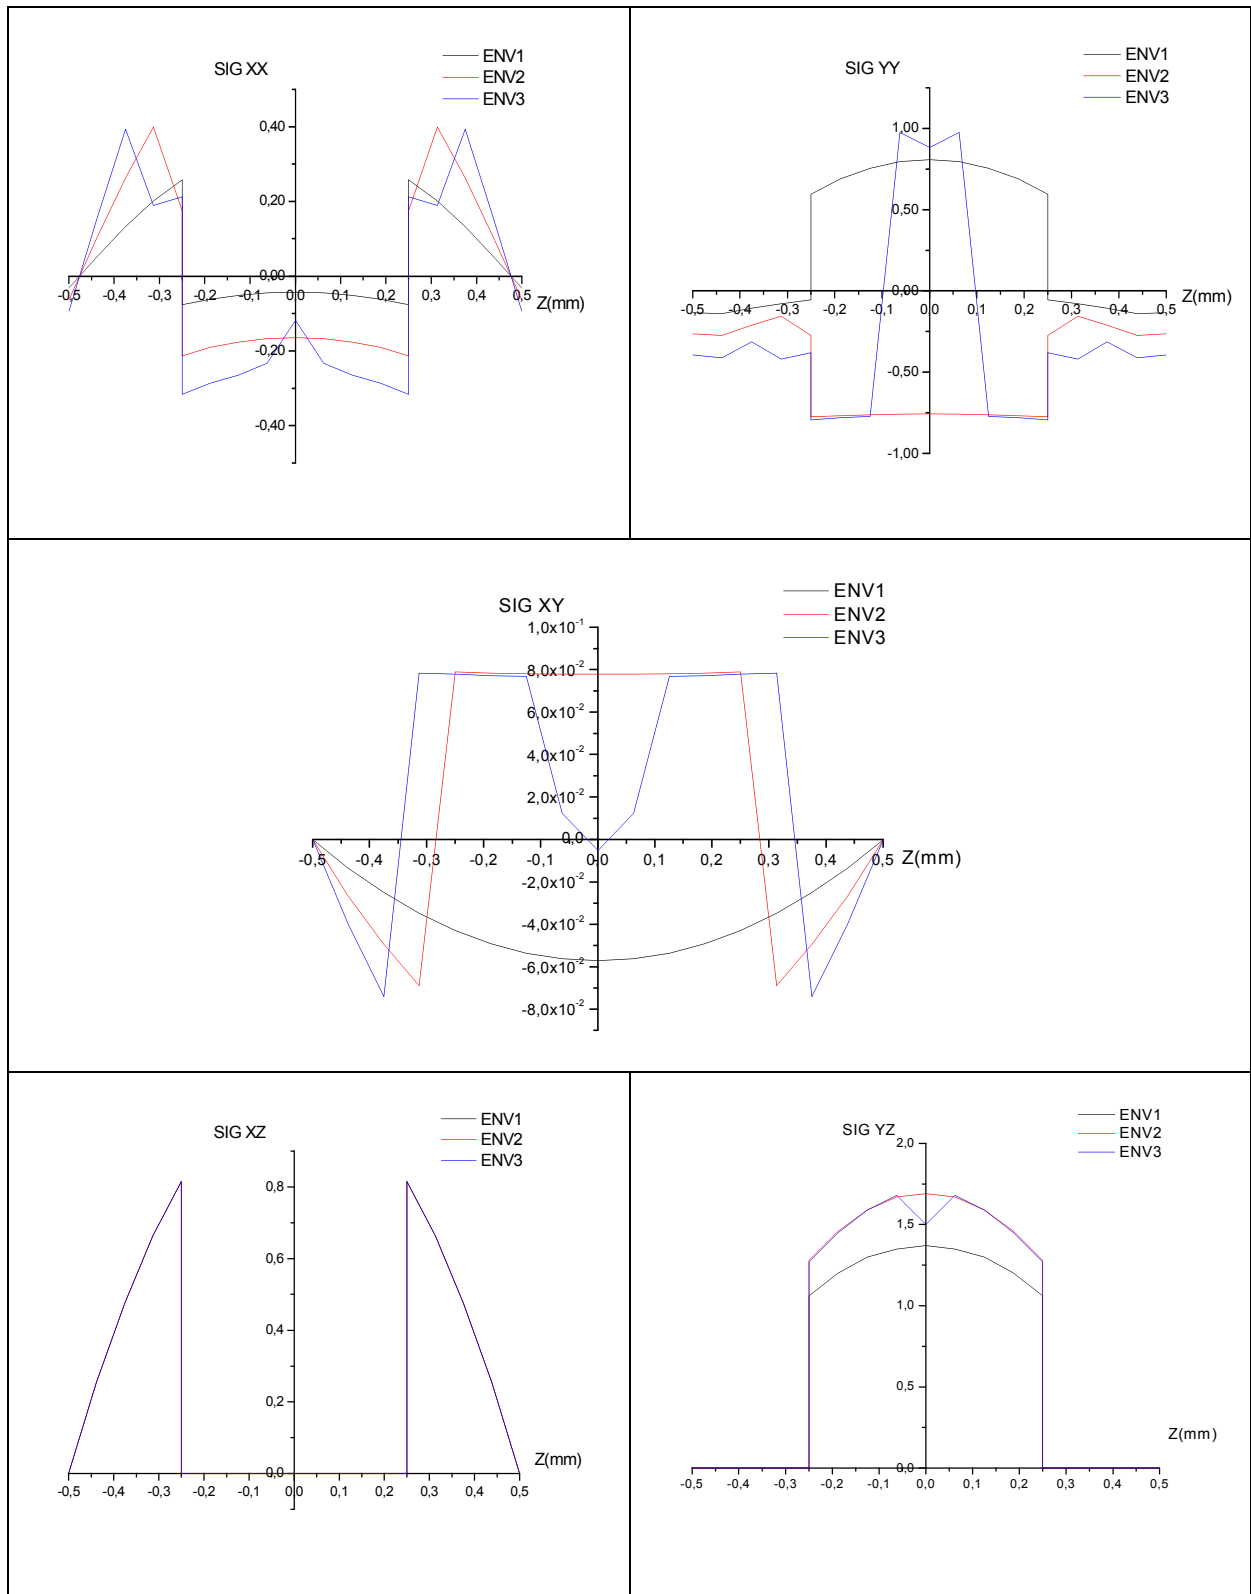 SIG XX
ENV1
ENV2
ENV3
0,40
0,20
0,00
-0,20
-0,40
-0,5 -0,4 -0,3 -0,2 -0,1 0,0 0,1 0,2 0,3 0,4 0,5
Z(mm)
SIG YY
ENV1
ENV2
ENV3
1,00
0,50
0,00
-0,50
-1,00
-0,5 -0,4 -0,3 -0,2 -0,1 0,0 0,1 0,2 0,3 0,4 0,5
Z(mm)
SIG XY
ENV1
ENV2
ENV3
1,0x10⁻¹
8,0x10⁻²
6,0x10⁻²
4,0x10⁻²
2,0x10⁻²
0,0
-2,0x10⁻²
-4,0x10⁻²
-6,0x10⁻²
-8,0x10⁻²
-0,5 -0,4 -0,3 -0,2 -0,1 0,0 0,1 0,2 0,3 0,4 0,5
Z(mm)
SIG XZ
ENV1
ENV2
ENV3
0,8
0,6
0,4
0,2
0,0
-0,5 -0,4 -0,3 -0,2 -0,1 0,0 0,1 0,2 0,3 0,4 0,5
Z(mm)
SIG YZ
ENV1
ENV2
ENV3
2,0
1,5
1,0
0,5
0,0
-0,5 -0,4 -0,3 -0,2 -0,1 0,0 0,1 0,2 0,3 0,4 0,5
Z(mm)